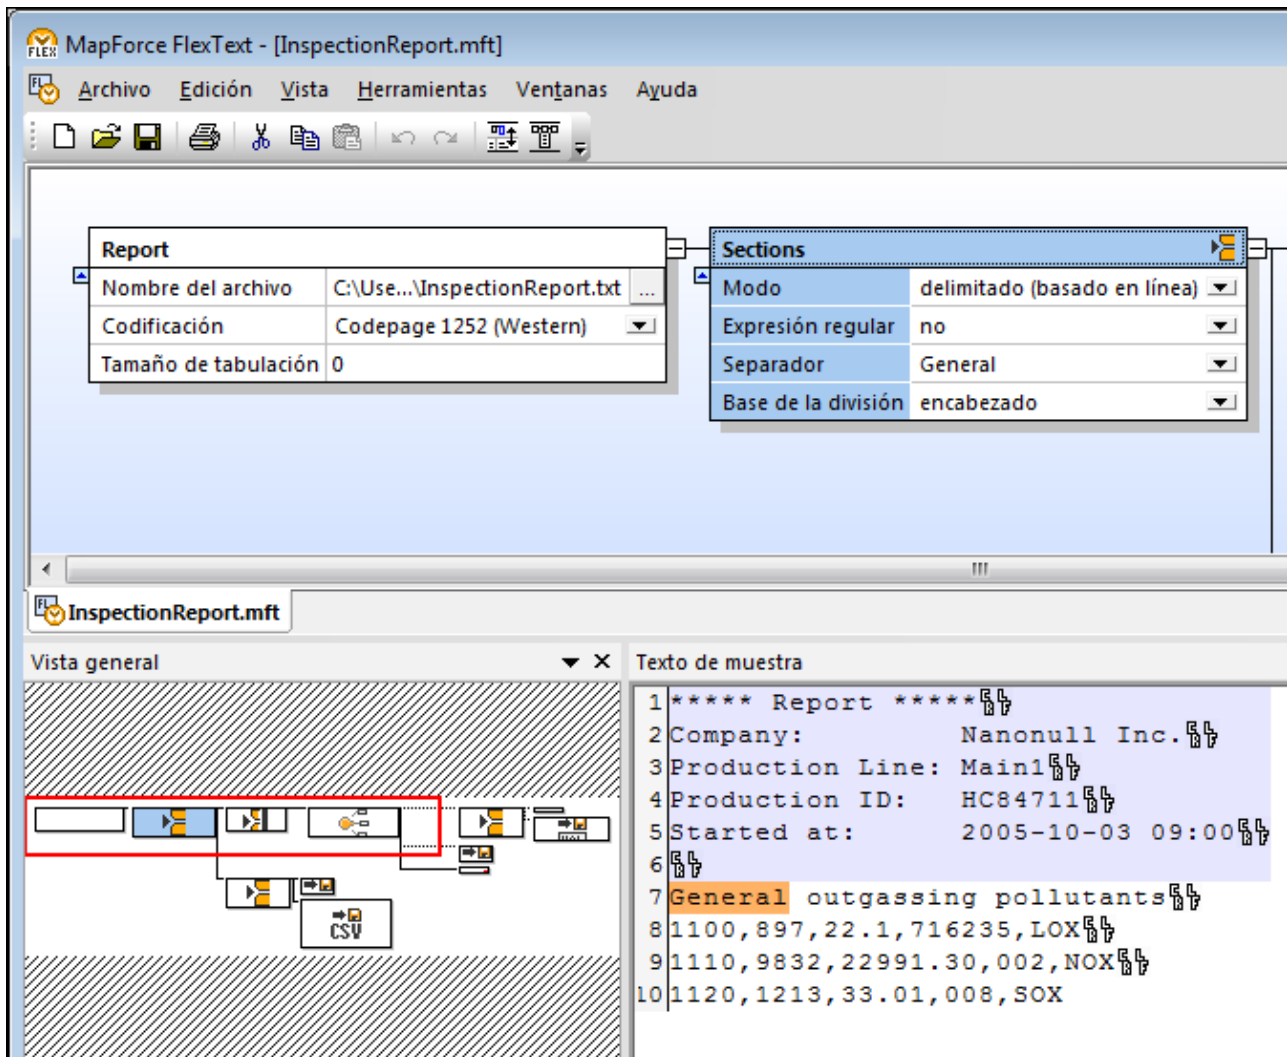 MapForce FlexText - [InspectionReport.mft]
Archivo Edición Vista Herramientas Ventanas Ayuda
Report
Nombre del archivo C:\Use...\InspectionReport.txt ...
Codificación Codepage 1252 (Western)
Tamaño de tabulación 0
Sections
Modo delimitado (basado en línea)
Expresión regular no
Separador General
Base de la división encabezado
InspectionReport.mft
Vista general
CSV
Texto de muestra
1 ***** Report *****
2 Company: Nanonull Inc.
3 Production Line: Main1
4 Production ID: HC84711
5 Started at: 2005-10-03 09:00
6
7 General outgassing pollutants
8 1100,897,22.1,716235,LOX
9 1110,9832,22991.30,002,NOX
10 1120,1213,33.01,008,SOX